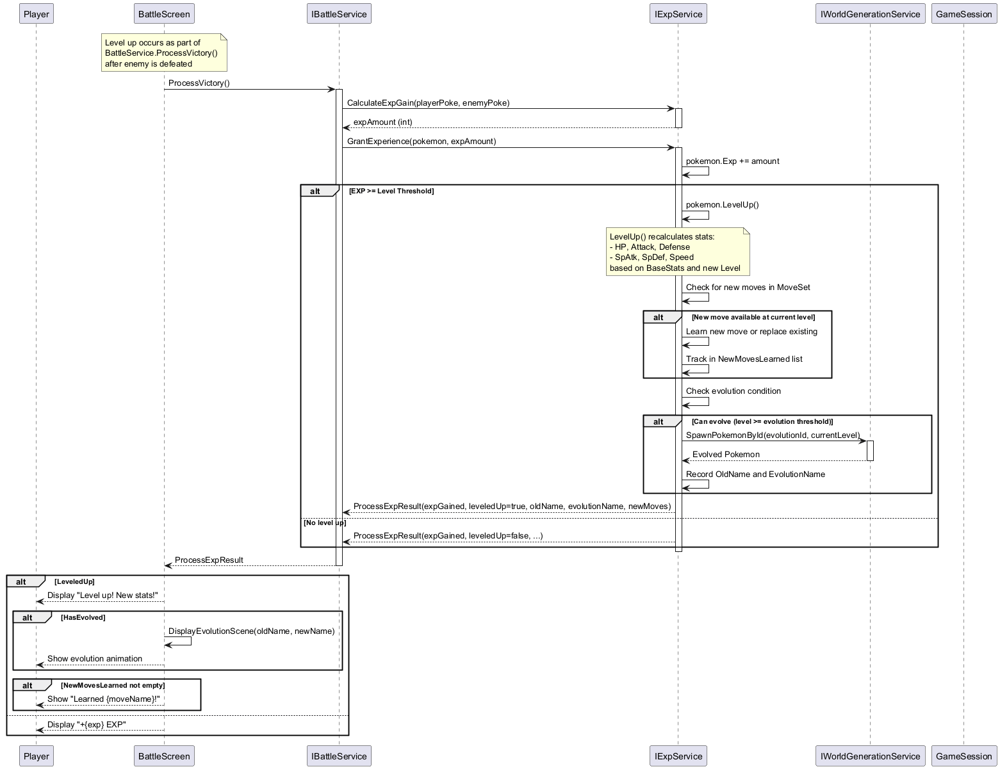 Player
BattleScreen
IBattleService
IExpService
IWorldGenerationService
GameSession
Level up occurs as part of
BattleService.ProcessVictory()
after enemy is defeated
ProcessVictory()
CalculateExpGain(playerPoke, enemyPoke)
expAmount (int)
GrantExperience(pokemon, expAmount)
pokemon.Exp += amount
alt
[EXP >= Level Threshold]
pokemon.LevelUp()
LevelUp() recalculates stats:
- HP, Attack, Defense
- SpAtk, SpDef, Speed
based on BaseStats and new Level
Check for new moves in MoveSet
alt
[New move available at current level]
Learn new move or replace existing
Track in NewMovesLearned list
Check evolution condition
alt
[Can evolve (level >= evolution threshold)]
SpawnPokemonById(evolutionId, currentLevel)
Evolved Pokemon
Record OldName and EvolutionName
ProcessExpResult(expGained, leveledUp=true, oldName, evolutionName, newMoves)
[No level up]
ProcessExpResult(expGained, leveledUp=false, ...)
ProcessExpResult
alt
[LeveledUp]
Display "Level up! New stats!"
alt
[HasEvolved]
DisplayEvolutionScene(oldName, newName)
Show evolution animation
alt
[NewMovesLearned not empty]
Show "Learned {moveName}!"
Display "+{exp} EXP"
Player
BattleScreen
IBattleService
IExpService
IWorldGenerationService
GameSession